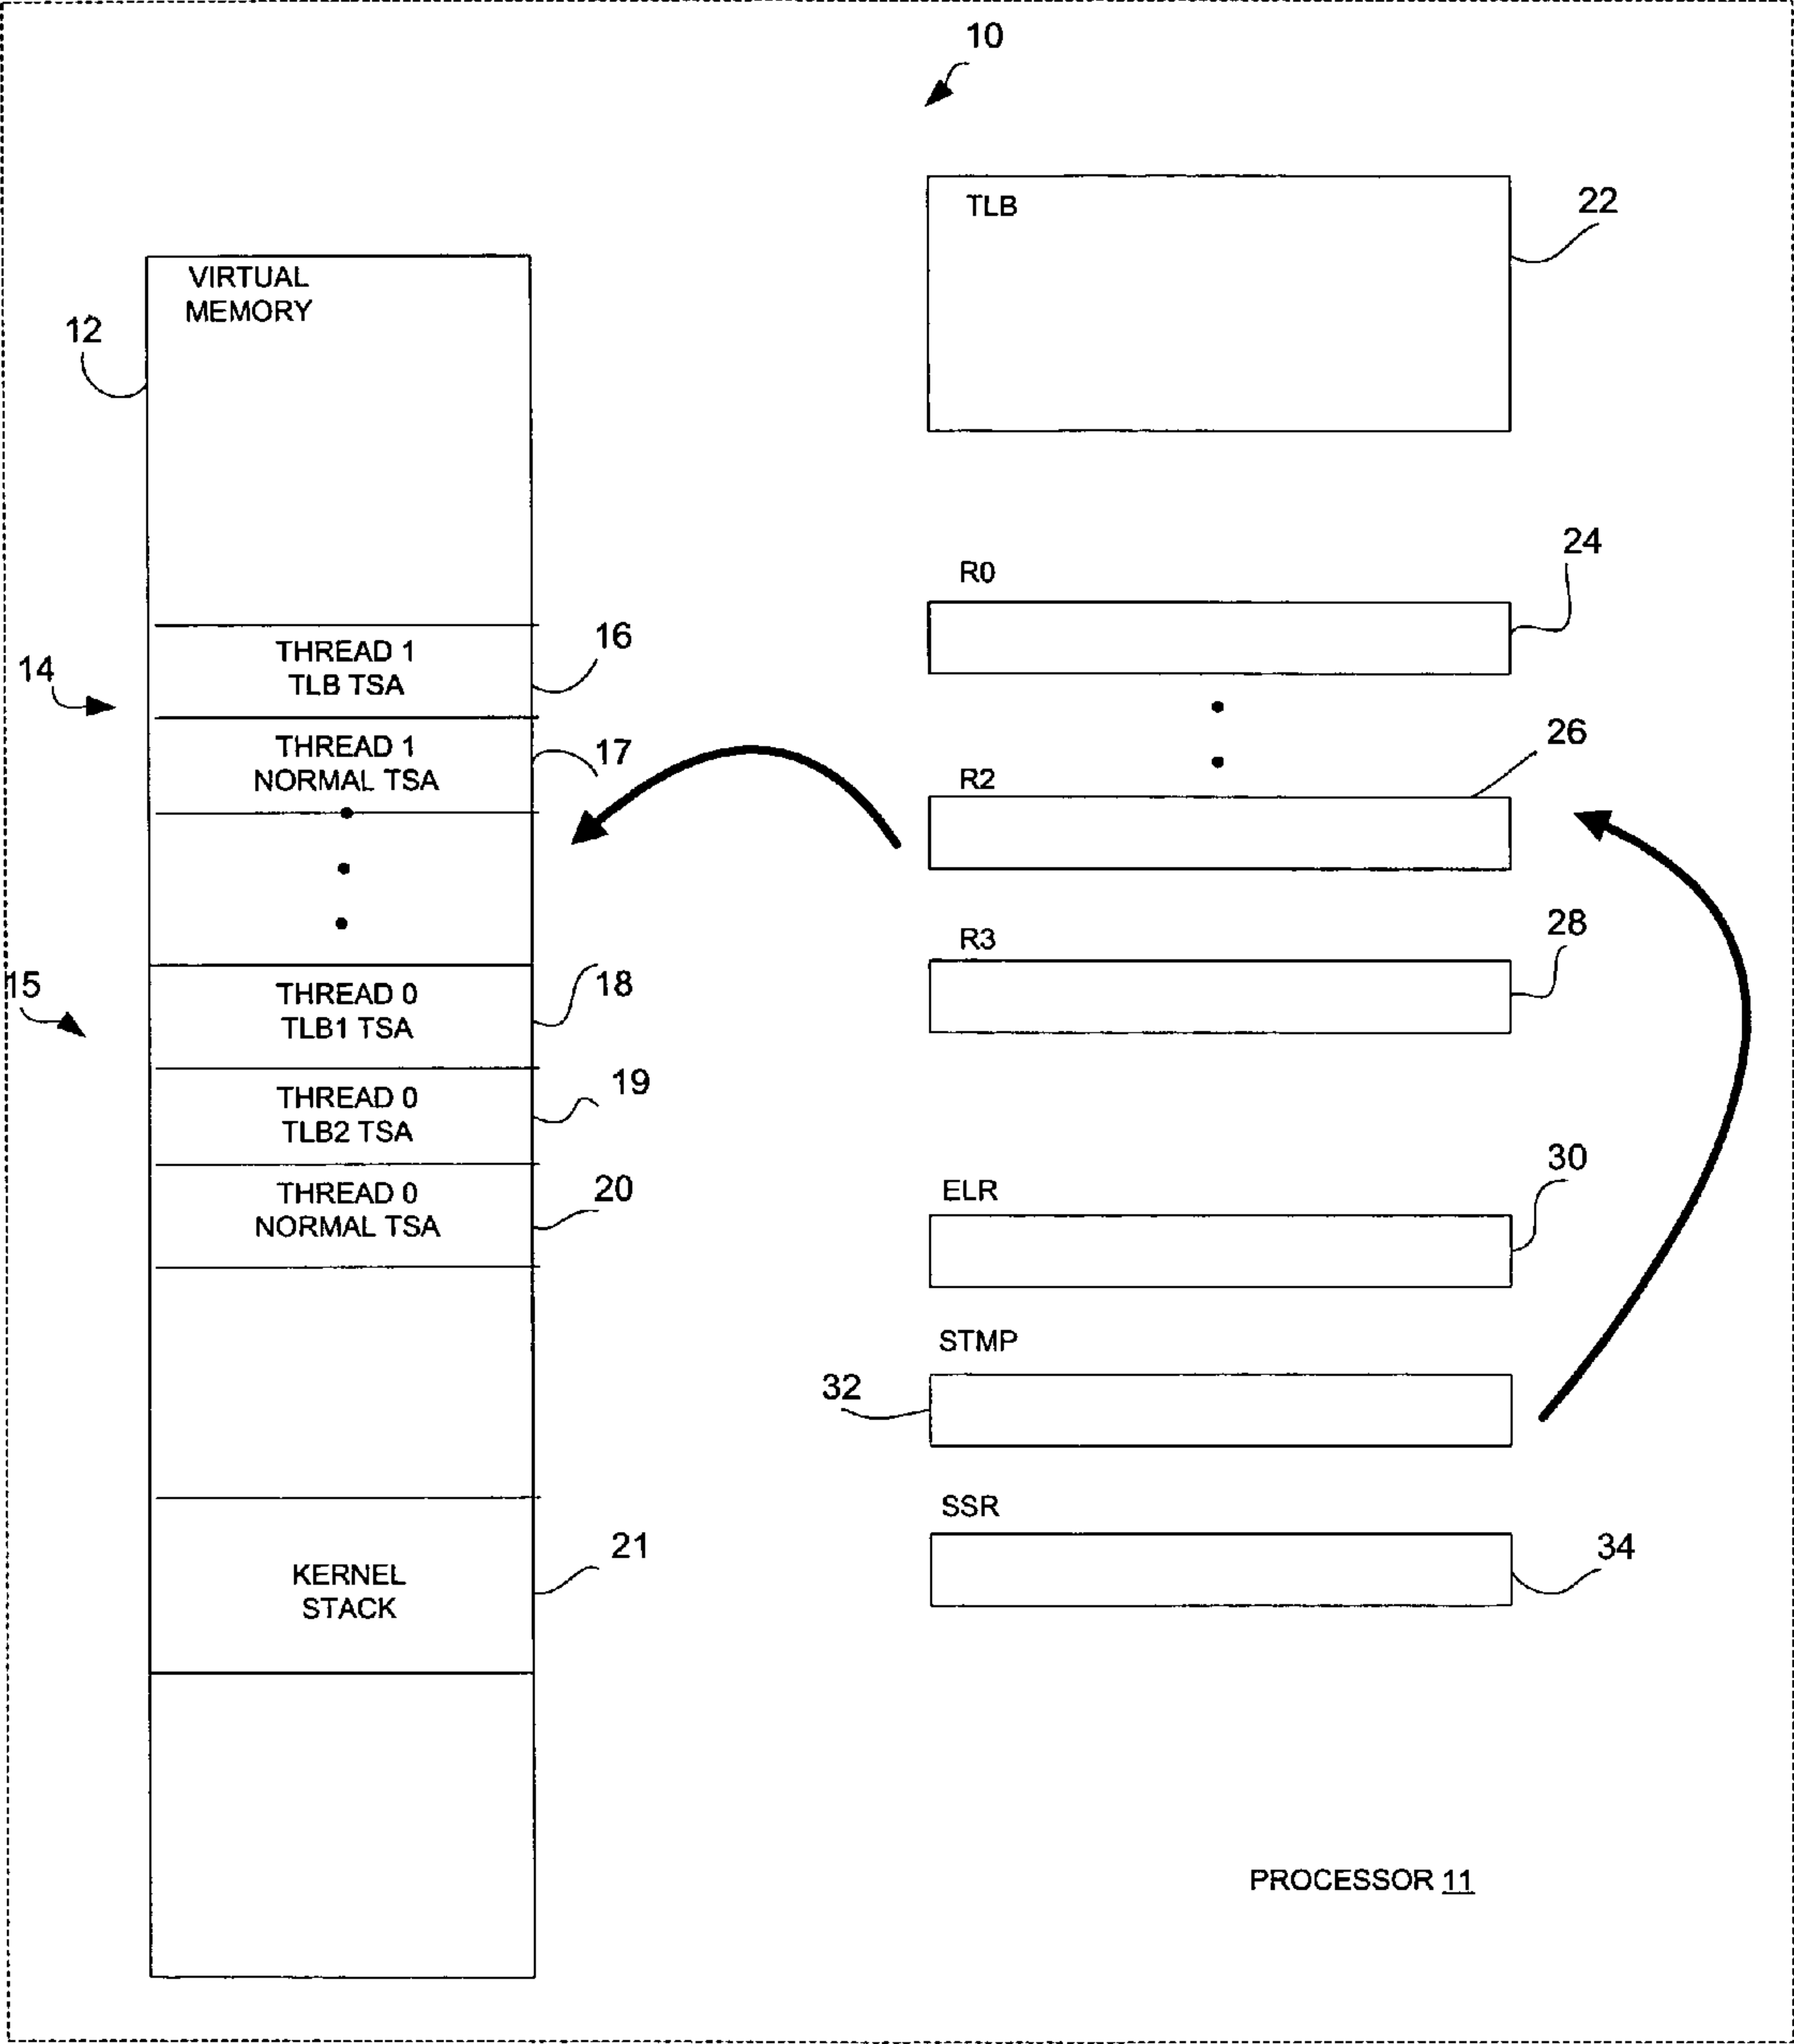 10
TLB
22
VIRTUAL
MEMORY
12
R0
24
THREAD 1
TLB TSA
16
14
THREAD 1
NORMAL TSA
17
R2
26
R3
28
15
THREAD 0
TLB1 TSA
18
THREAD 0
TLB2 TSA
19
THREAD 0
NORMAL TSA
20
ELR
30
STMP
32
SSR
34
KERNEL
STACK
21
PROCESSOR 11